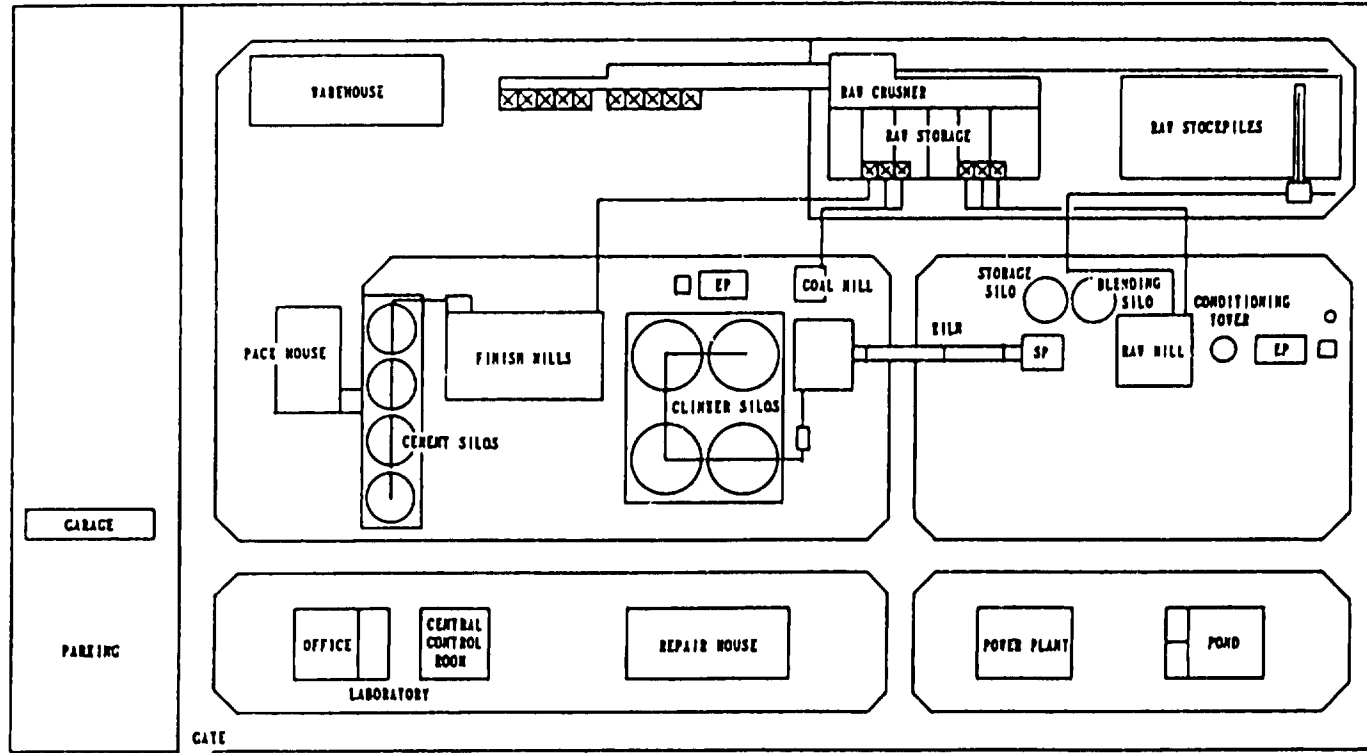 WAREHOUSE
RAW CRUSHER
RAW STORAGE
RAW STOCEPILES
EP
COAL MILL
STORAGE
SILO
BLENDING
SILO
CONDITIONING
TOWER
KILN
PACE HOUSE
FINISH MILLS
SP
RAW MILL
EP
CLINKER SILOS
CEMENT SILOS
GARAGE
PARKING
OFFICE
CENTRAL
CONTROL
ROOM
REPAIR HOUSE
POWER PLANT
POND
LABORATORY
GATE